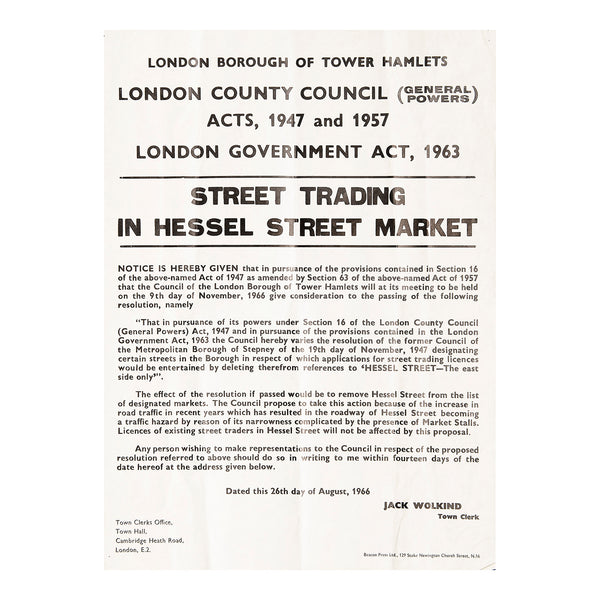 LONDON BOROUGH OF TOWER HAMLETS
LONDON COUNTY COUNCIL (GENERAL POWERS)
ACTS, 1947 and 1957
LONDON GOVERNMENT ACT, 1963
STREET TRADING
IN HESSEL STREET MARKET
NOTICE IS HEREBY GIVEN that in pursuance of the provisions contained in Section 16
of the above-named Act of 1947 as amended by Section 63 of the above-named Act of 1957
that the Council of the London Borough of Tower Hamlets will at its meeting to be held
on the 9th day of November, 1966 give consideration to the passing of the following
resolution, namely
"That in pursuance of its powers under Section 16 of the London County Council
(General Powers) Act, 1947 and in pursuance of the provisions contained in the London
Government Act, 1963 the Council hereby varies the resolution of the former Council of
the Metropolitan Borough of Stepney of the 19th day of November, 1947 designating
certain streets in the Borough in respect of which applications for street trading licences
would be entertained by deleting therefrom references to 'HESSEL STREET—The east
side only'".
The effect of the resolution if passed would be to remove Hessel Street from the list
of designated markets. The Council propose to take this action because of the increase in
road traffic in recent years which has resulted in the roadway of Hessel Street becoming
a traffic hazard by reason of its narrowness complicated by the presence of Market Stalls.
Licences of existing street traders in Hessel Street will not be affected by this proposal.
Any person wishing to make representations to the Council in respect of the proposed
resolution referred to above should do so in writing to me within fourteen days of the
date hereof at the address given below.
Dated this 26th day of August, 1966
JACK WOLKIND
Town Clerk
Town Clerks Office,
Town Hall,
Cambridge Heath Road,
London, E.2.
Beacon Press Ltd., 129 Stoke Newington Church Street, N.16